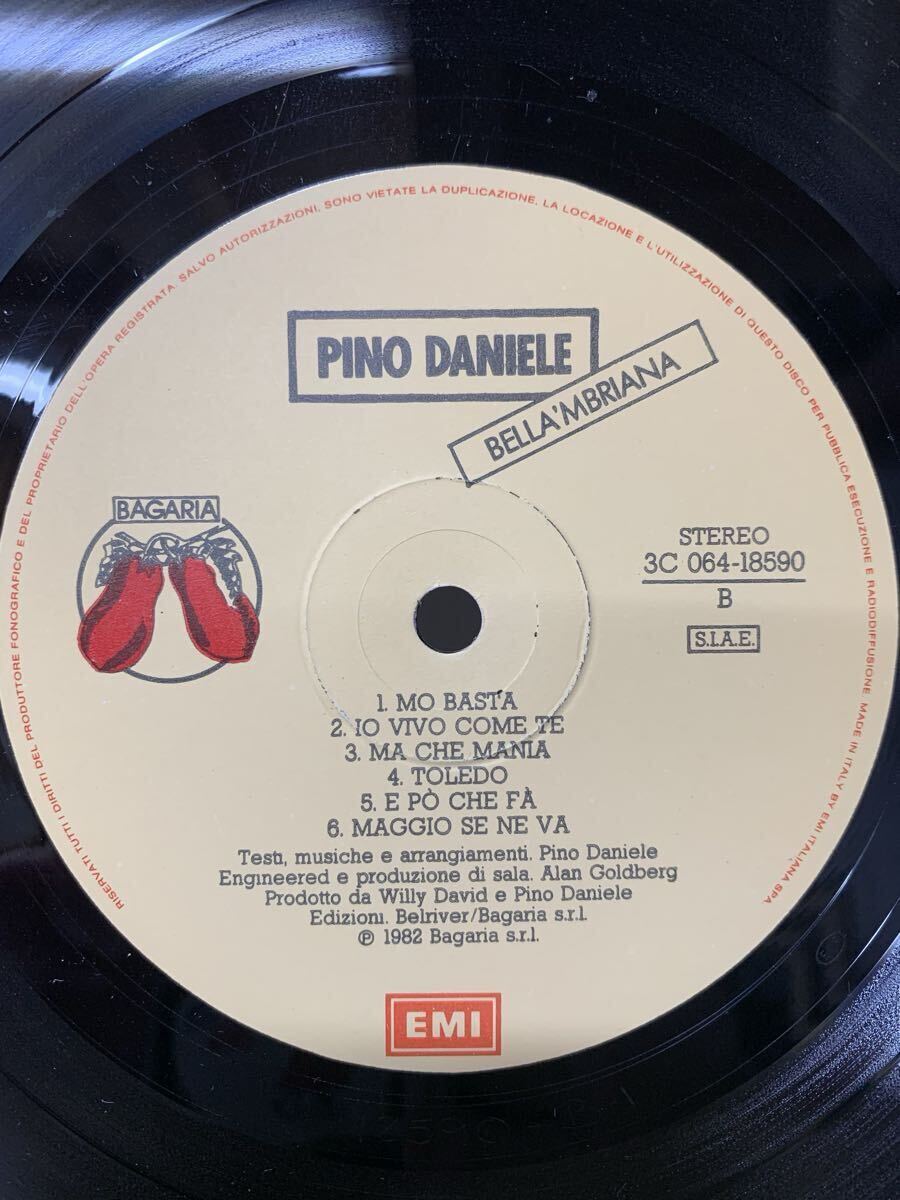 RISERVATI TUTTI I DIRITTI DEL PRODUTTORE FONOGRAFICO E DEL PROPRIETARIO DELL'OPERA REGISTRATA. SALVO AUTORIZZAZIONI, SONO VIETATE LA DUPLICAZIONE, LA LOCAZIONE E L'UTILIZZAZIONE DI QUESTO DISCO PER PUBBLICA ESECUZIONE E RADIODIFFUSIONE. MADE IN ITALY BY EMI ITALIANA SPA
PINO DANIELE
BELLA'MBRIANA
BAGARIA
STEREO
3C 064-18590
B
S.I.A.E.
1. MO BASTA
2. IO VIVO COME TE
3. MA CHE MANIA
4. TOLEDO
5. E PÒ CHE FÀ
6. MAGGIO SE NE VA
Testi, musiche e arrangiamenti. Pino Daniele
Engineered e produzione di sala. Alan Goldberg
Prodotto da Willy David e Pino Daniele
Edizioni. Belriver/Bagaria s.r.l.
℗ 1982 Bagaria s.r.l.
EMI